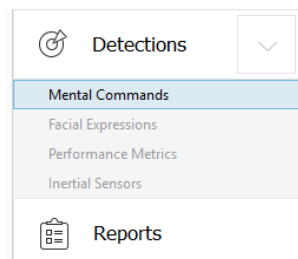 Detections
Mental Commands
Facial Expressions
Performance Metrics
Inertial Sensors
Reports